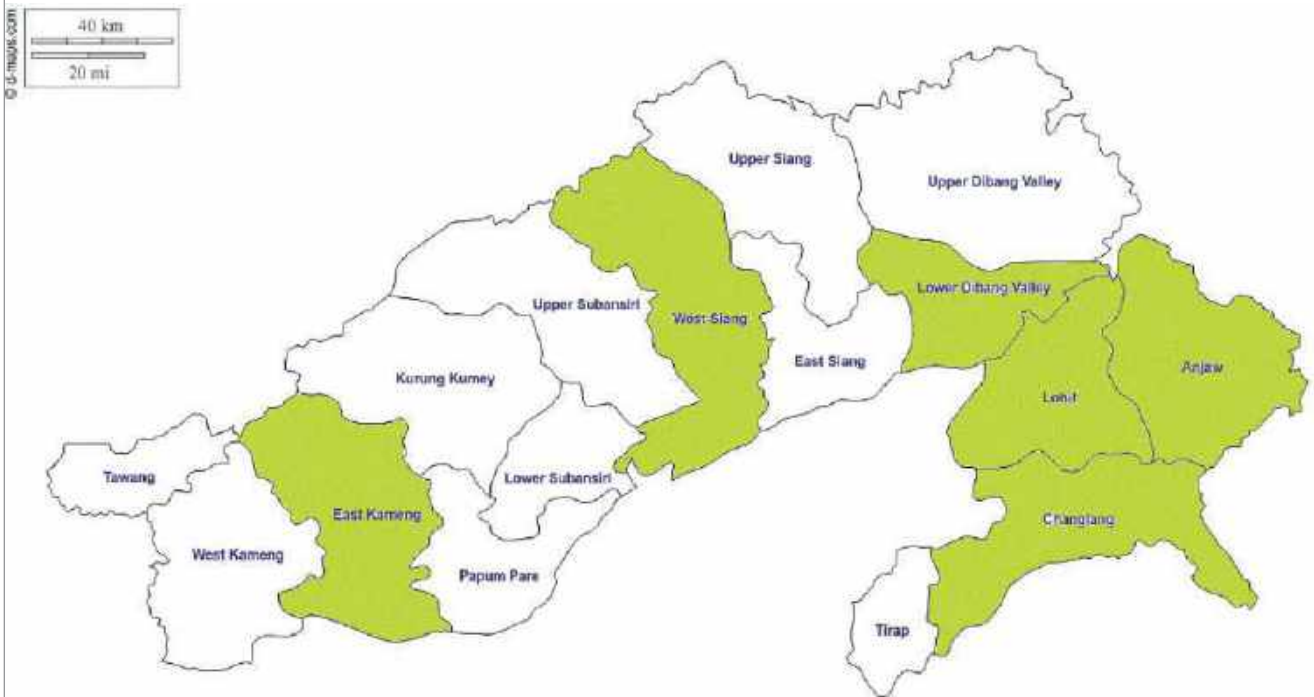 © d-maps.com
40 km
20 mi
Upper Siang
Upper Dibang Valley
Lower Dibang Valley
Upper Subansiri
West Siang
East Siang
Anjaw
Kurung Kumey
Lohit
Tawang
Lower Subansiri
East Kameng
Changlang
West Kameng
Papum Pare
Tirap